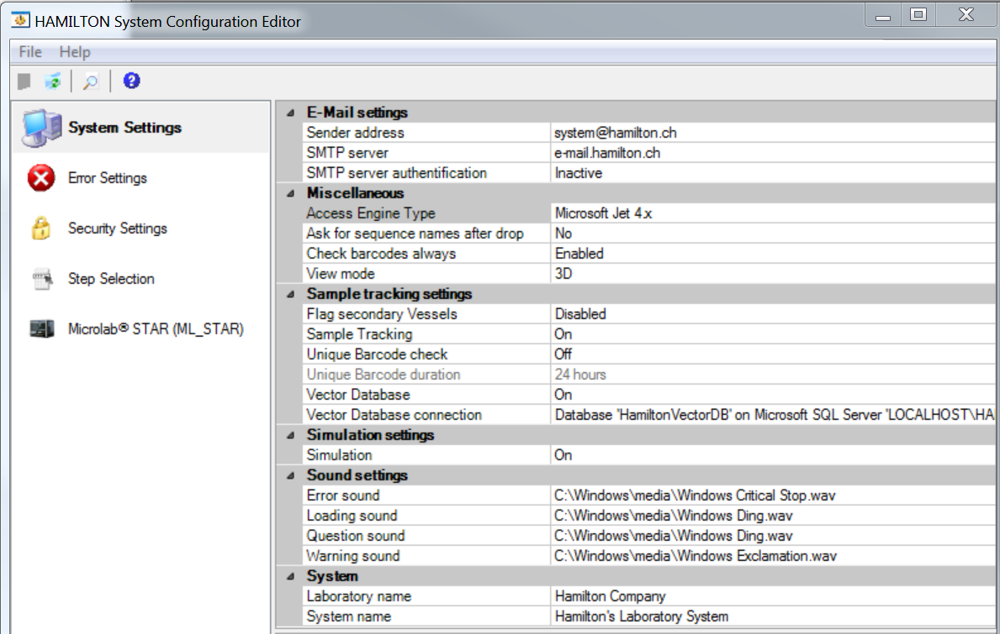 HAMILTON System Configuration Editor
File Help
System Settings
Error Settings
Security Settings
Step Selection
Microlab® STAR (ML_STAR)
E-Mail settings
Sender address system@hamilton.ch
SMTP server e-mail.hamilton.ch
SMTP server authentification Inactive
Miscellaneous
Access Engine Type Microsoft Jet 4.x
Ask for sequence names after drop No
Check barcodes always Enabled
View mode 3D
Sample tracking settings
Flag secondary Vessels Disabled
Sample Tracking On
Unique Barcode check Off
Unique Barcode duration 24 hours
Vector Database On
Vector Database connection Database "HamiltonVectorDB" on Microsoft SQL Server "LOCALHOST\HA
Simulation settings
Simulation On
Sound settings
Error sound C:\Windows\media\Windows Critical Stop.wav
Loading sound C:\Windows\media\Windows Ding.wav
Question sound C:\Windows\media\Windows Ding.wav
Warning sound C:\Windows\media\Windows Exclamation.wav
System
Laboratory name Hamilton Company
System name Hamilton's Laboratory System